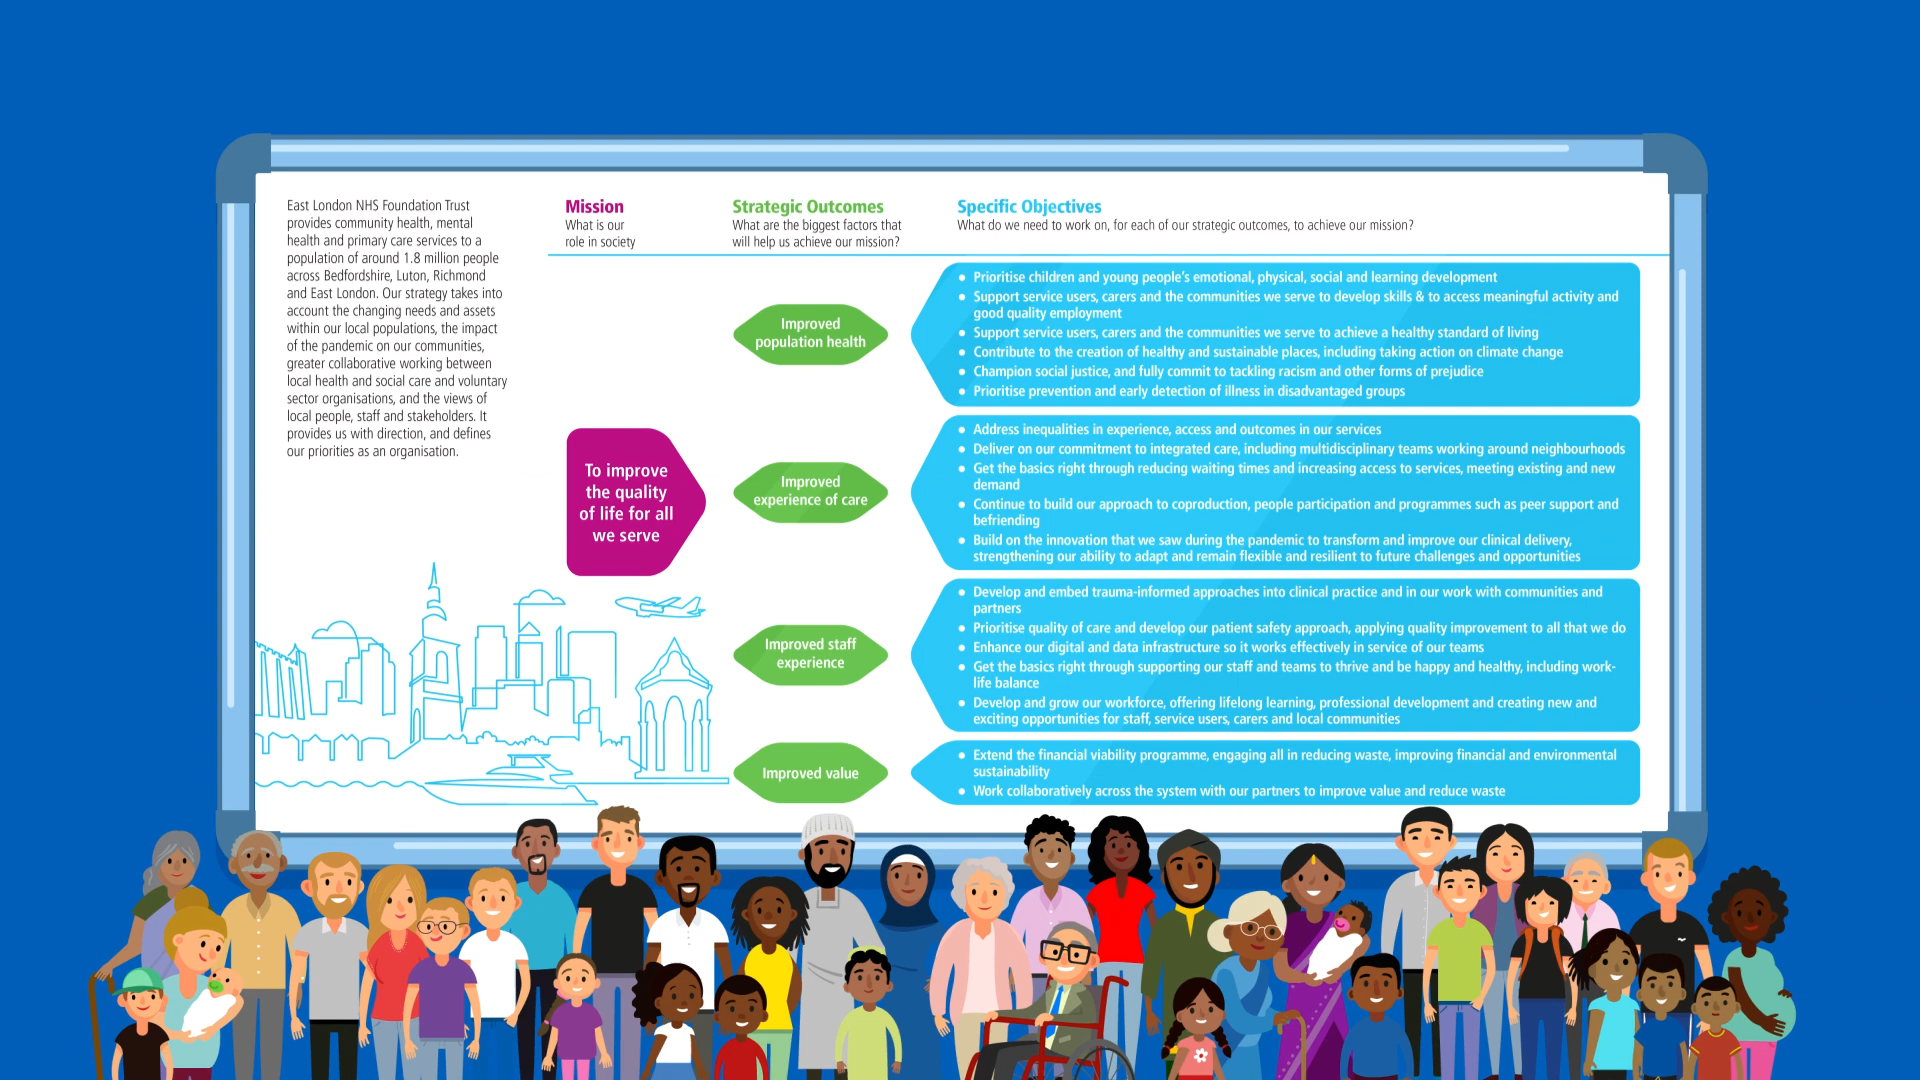 East London NHS Foundation Trust
provides community health, mental
health and primary care services to a
population of around 1.8 million people
across Bedfordshire, Luton, Richmond
and East London. Our strategy takes into
account the changing needs and assets
within our local populations, the impact
of the pandemic on our communities,
greater collaborative working between
local health and social care and voluntary
sector organisations, and the views of
local people, staff and stakeholders. It
provides us with direction, and defines
our priorities as an organisation.
Mission
What is our
role in society
To improve
the quality
of life for all
we serve
Strategic Outcomes
What are the biggest factors that
will help us achieve our mission?
Specific Objectives
What do we need to work on, for each of our strategic outcomes, to achieve our mission?
Improved
population health
• Prioritise children and young people's emotional, physical, social and learning development
• Support service users, carers and the communities we serve to develop skills & to access meaningful activity and
good quality employment
• Support service users, carers and the communities we serve to achieve a healthy standard of living
• Contribute to the creation of healthy and sustainable places, including taking action on climate change
• Champion social justice, and fully commit to tackling racism and other forms of prejudice
• Prioritise prevention and early detection of illness in disadvantaged groups
Improved
experience of care
• Address inequalities in experience, access and outcomes in our services
• Deliver on our commitment to integrated care, including multidisciplinary teams working around neighbourhoods
• Get the basics right through reducing waiting times and increasing access to services, meeting existing and new
demand
• Continue to build our approach to coproduction, people participation and programmes such as peer support and
befriending
• Build on the innovation that we saw during the pandemic to transform and improve our clinical delivery,
strengthening our ability to adapt and remain flexible and resilient to future challenges and opportunities
Improved staff
experience
• Develop and embed trauma-informed approaches into clinical practice and in our work with communities and
partners
• Prioritise quality of care and develop our patient safety approach, applying quality improvement to all that we do
• Enhance our digital and data infrastructure so it works effectively in service of our teams
• Get the basics right through supporting our staff and teams to thrive and be happy and healthy, including work-
life balance
• Develop and grow our workforce, offering lifelong learning, professional development and creating new and
exciting opportunities for staff, service users, carers and local communities
Improved value
• Extend the financial viability programme, engaging all in reducing waste, improving financial and environmental
sustainability
• Work collaboratively across the system with our partners to improve value and reduce waste